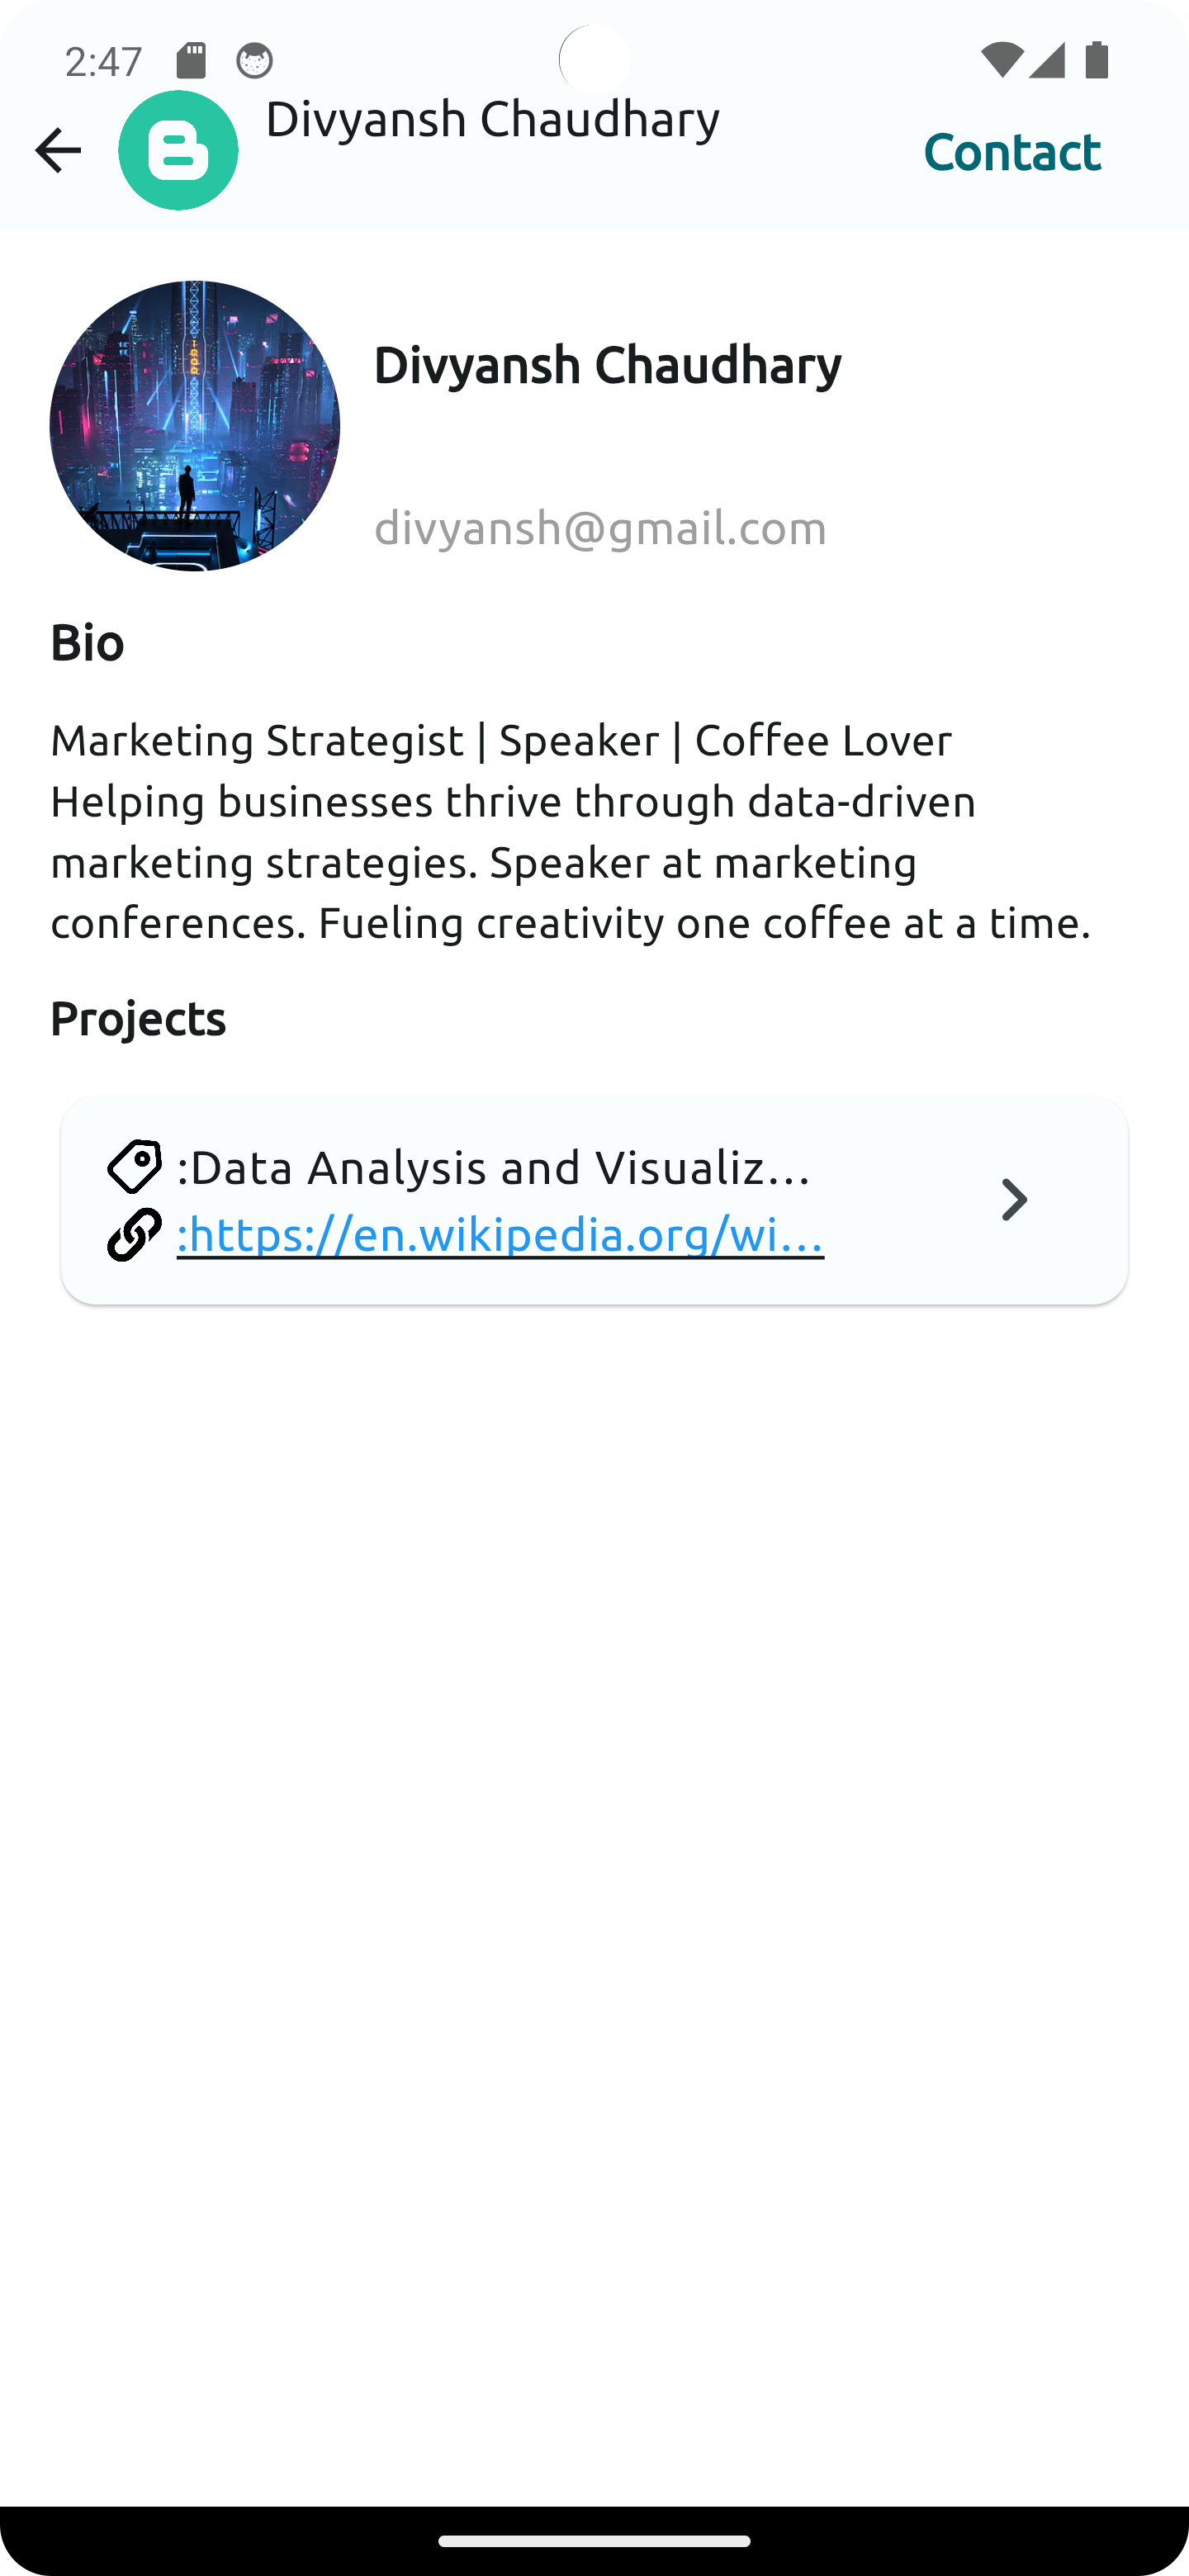 2:47
Divyansh Chaudhary
Contact
Divyansh Chaudhary
divyansh@gmail.com
Bio
Marketing Strategist | Speaker | Coffee Lover
Helping businesses thrive through data-driven
marketing strategies. Speaker at marketing
conferences. Fueling creativity one coffee at a time.
Projects
:Data Analysis and Visualiz...
:https://en.wikipedia.org/wi...